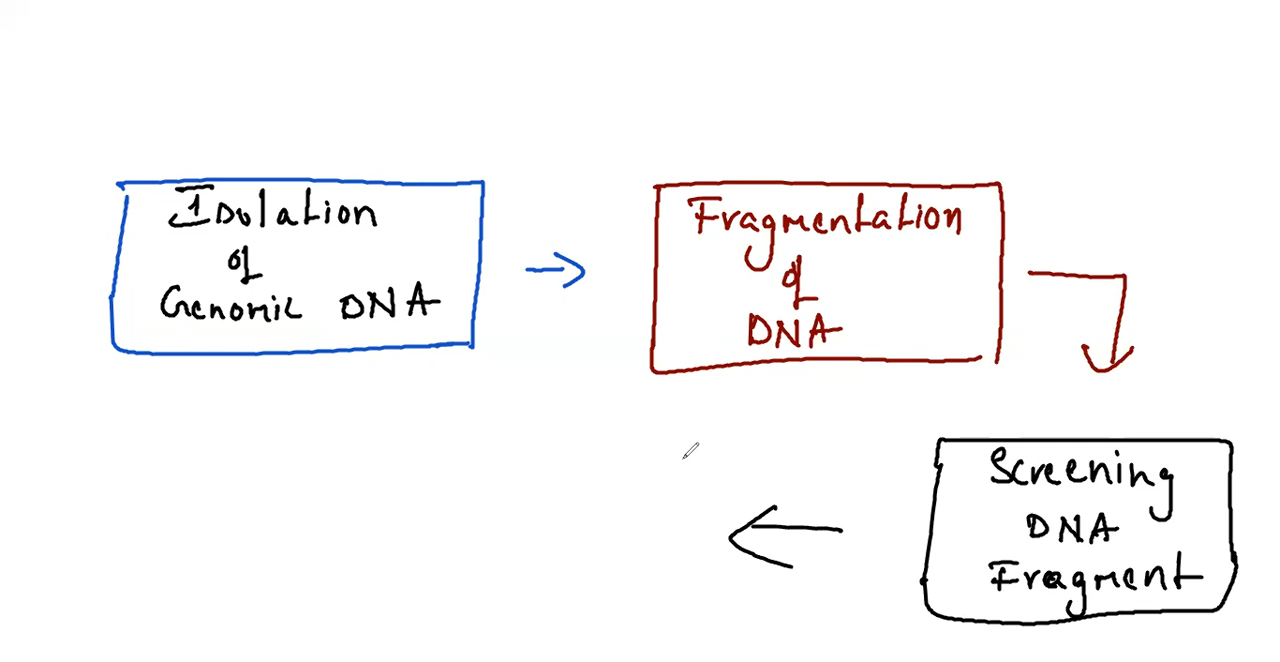 Isolation
of
Genomic DNA
Fragmentation
of
DNA
Screening
DNA
Fragment